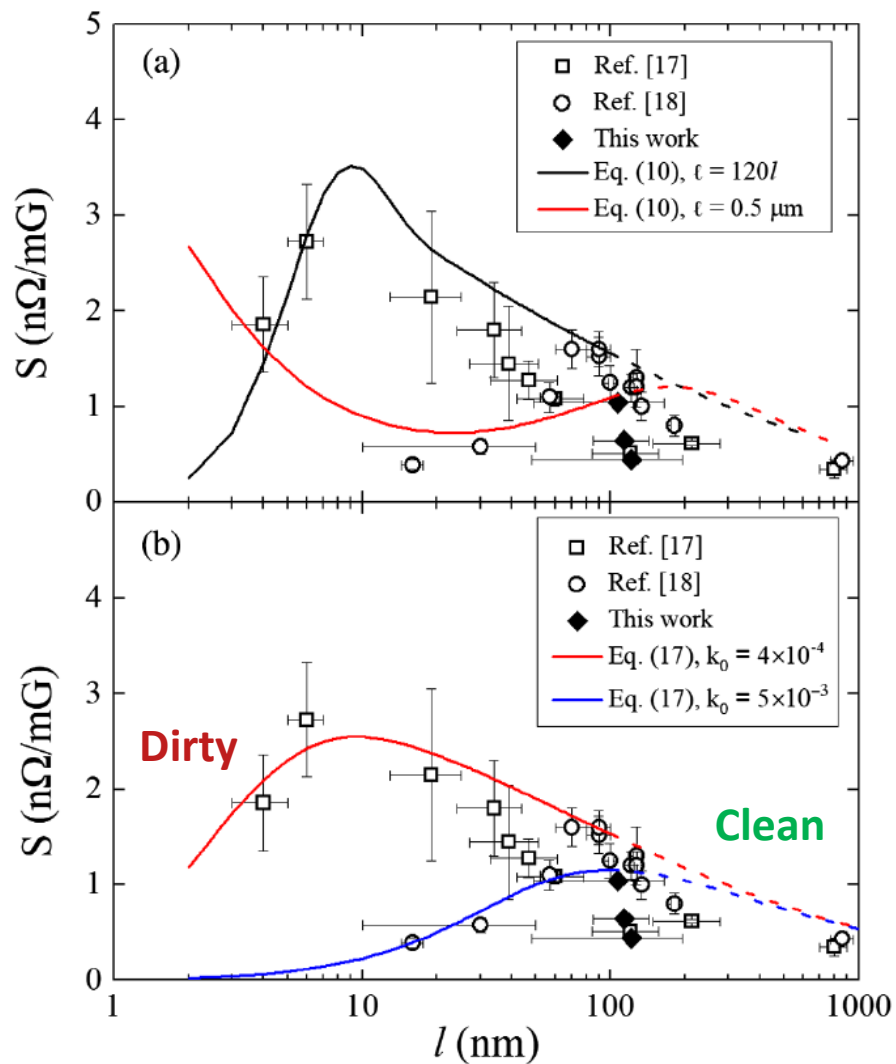 5
(a)
Ref. [17]
Ref. [18]
4
This work
Eq. (10), ℓ = 120l
3
Eq. (10), ℓ = 0.5 μm
S (nΩ/mG)
2
1
0
(b)
Ref. [17]
Ref. [18]
4
This work
Eq. (17), k₀ = 4×10⁻⁴
3
Eq. (17), k₀ = 5×10⁻³
S (nΩ/mG)
Dirty
2
Clean
1
0
1 10 100 1000
l (nm)